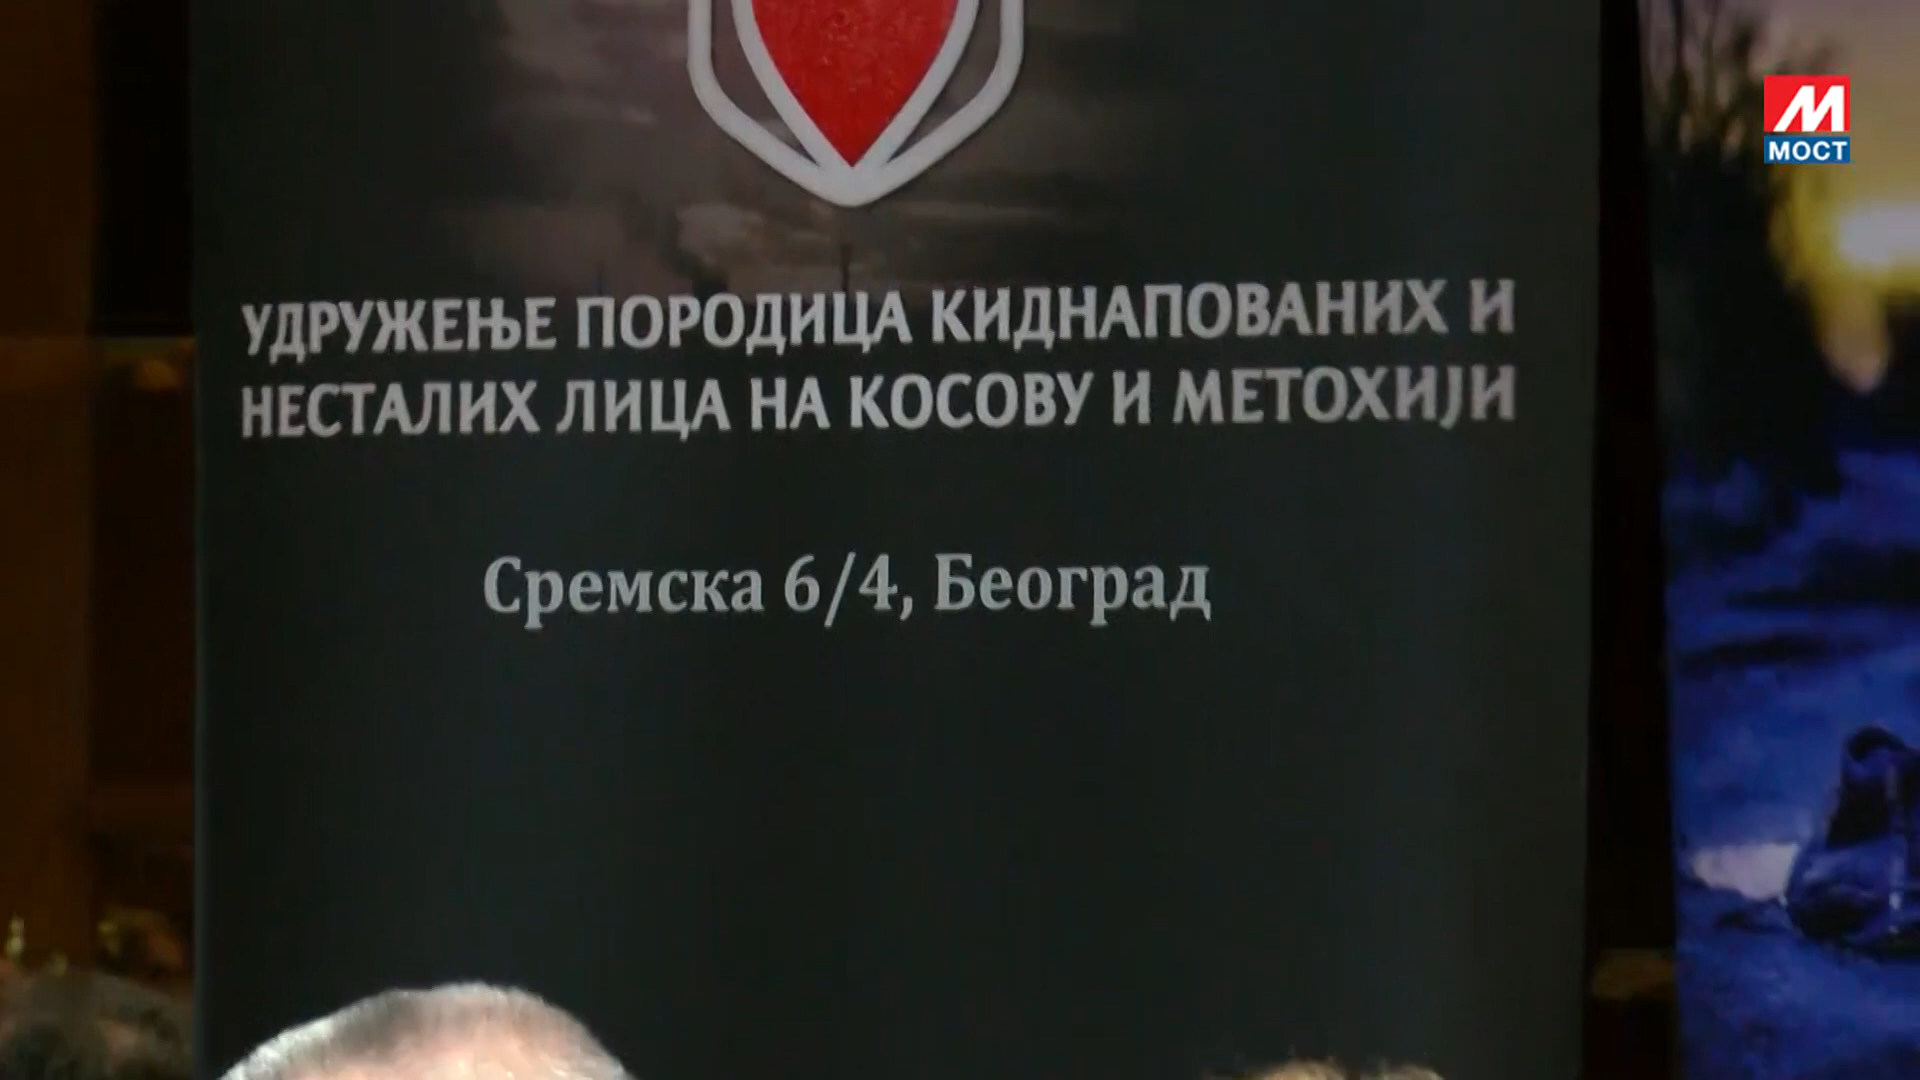 М
МОСТ
УДРУЖЕЊЕ ПОРОДИЦА КИДНАПОВАНИХ И
НЕСТАЛИХ ЛИЦА НА КОСОВУ И МЕТОХИЈИ
Сремска 6/4, Београд